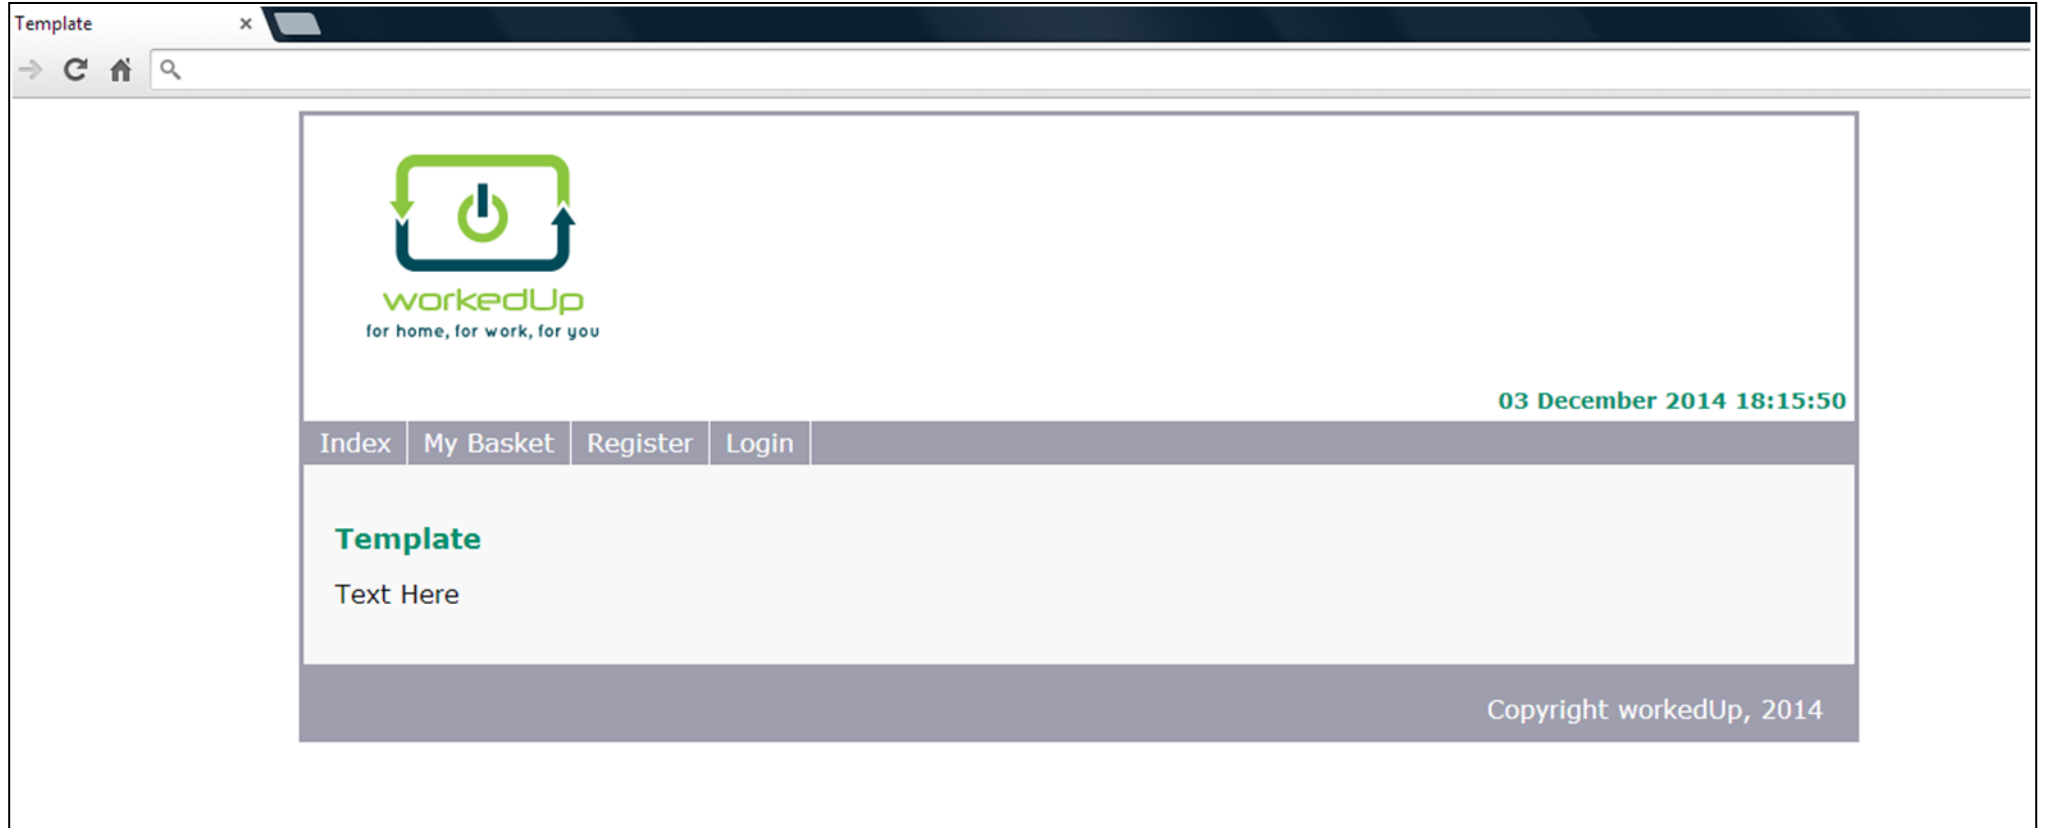 Template
workedUp
for home, for work, for you
03 December 2014 18:15:50
Index My Basket Register Login
Template
Text Here
Copyright workedUp, 2014